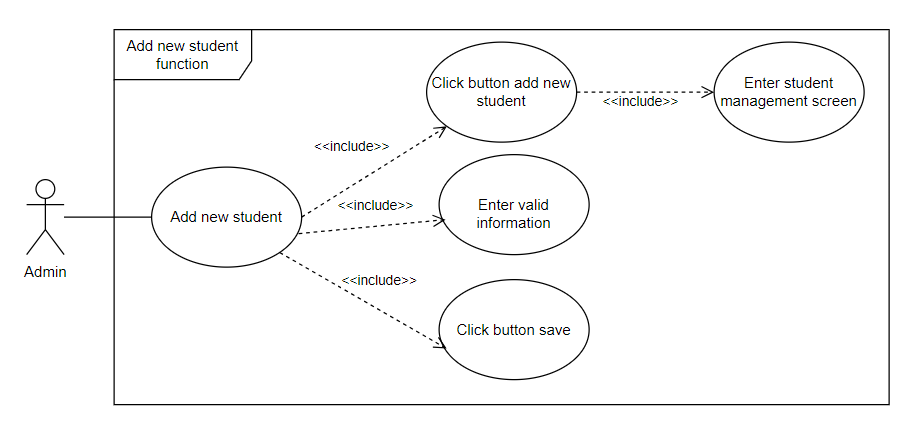 Add new student
function
Click button add new
student
<<include>>
Enter student
management screen
<<include>>
<<include>>
Enter valid
information
Add new student
Admin
<<include>>
Click button save